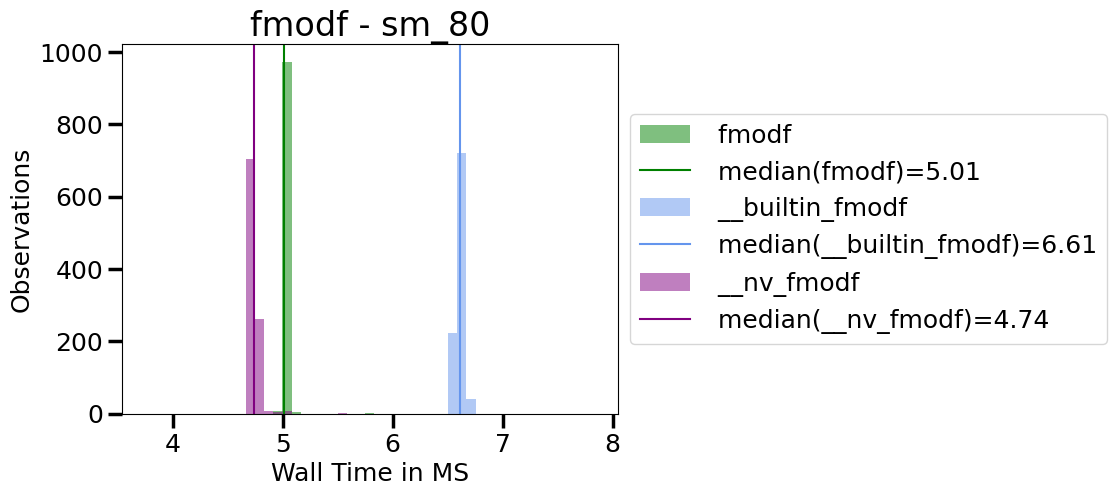 fmodf - sm_80
Observations
1000
800
600
400
200
0
4 5 6 7 8
Wall Time in MS
fmodf
median(fmodf)=5.01
__builtin_fmodf
median(__builtin_fmodf)=6.61
__nv_fmodf
median(__nv_fmodf)=4.74